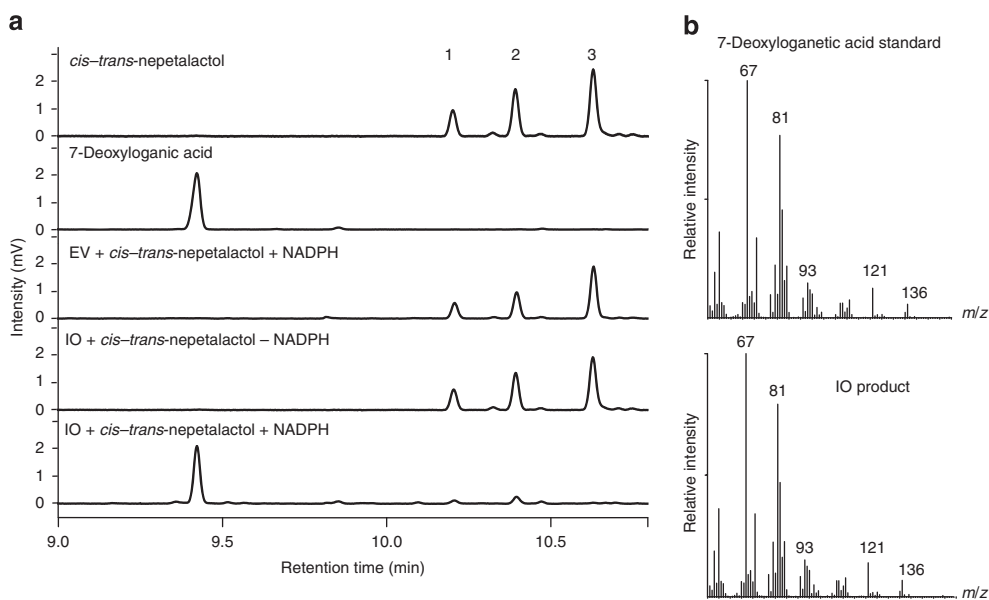 a
Intensity (mV)
cis–trans-nepetalactol
1 2 3
2
1
0
7-Deoxyloganic acid
2
1
0
EV + cis–trans-nepetalactol + NADPH
2
1
0
IO + cis–trans-nepetalactol – NADPH
2
1
0
IO + cis–trans-nepetalactol + NADPH
2
1
0
9.0 9.5 10.0 10.5
Retention time (min)
b
7-Deoxyloganetic acid standard
Relative intensity
67
81
93
121
136
m/z
IO product
Relative intensity
67
81
93
121
136
m/z